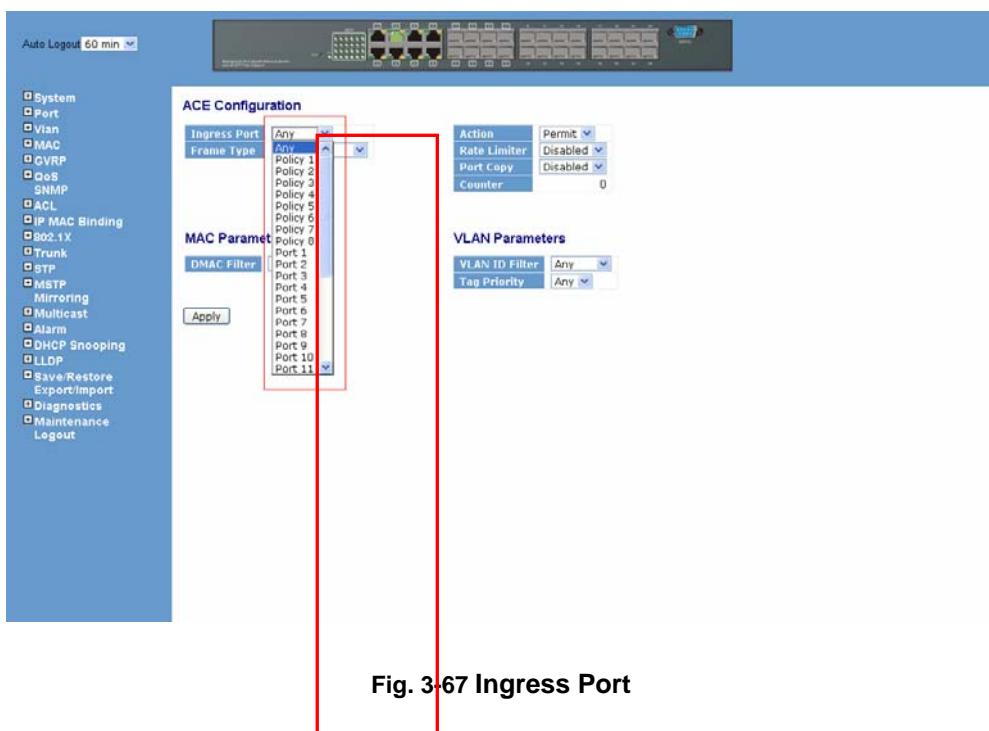 Auto Logout 60 min
System
Port
Vlan
MAC
GVRP
QoS
SNMP
ACL
IP MAC Binding
802.1X
Trunk
STP
MSTP
Mirroring
Multicast
Alarm
DHCP Snooping
LLDP
Save/Restore
Export/Import
Diagnostics
Maintenance
Logout
ACE Configuration
Ingress Port Any
Frame Type
Any
Policy 1
Policy 2
Policy 3
Policy 4
Policy 5
Policy 6
Policy 7
Policy 8
Port 1
Port 2
Port 3
Port 4
Port 5
Port 6
Port 7
Port 8
Port 9
Port 10
Port 11
Action Permit
Rate Limiter Disabled
Port Copy Disabled
Counter 0
MAC Paramet
DMAC Filter
VLAN Parameters
VLAN ID Filter Any
Tag Priority Any
Apply
Fig. 3-67 Ingress Port